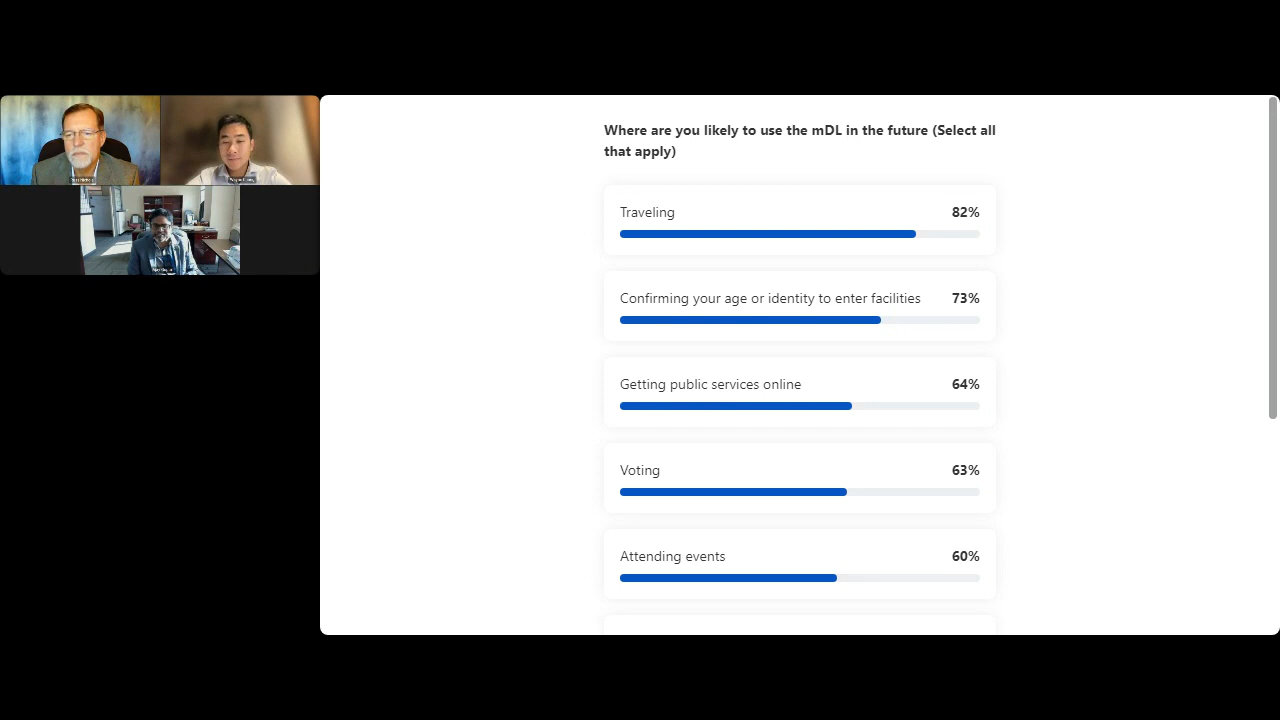 Where are you likely to use the mDL in the future (Select all
that apply)
Traveling 82%
Confirming your age or identity to enter facilities 73%
Getting public services online 64%
Voting 63%
Attending events 60%